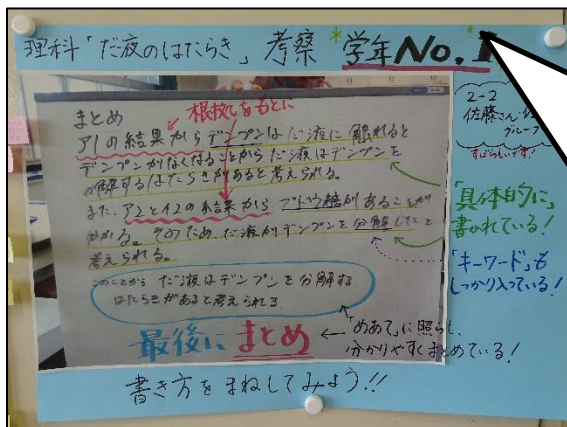 理科「だ液のはたらき」考察 *学年No.1*
2-2
佐藤さん
グループ
すばらしいです!
根拠をもとに
まとめ
ア1の結果からデンプンはだ液に触れると
デンプンがなくなることからだ液はデンプンを
分解するはたらきがあると考えられる。
また、ア2とイ2の結果からブドウ糖があることが
分かる。そのため、だ液がデンプンを分解したと
考えられる。
このことから だ液はデンプンを分解する
はたらきがあると考えられる
「具体的に」
書かれている!
「キーワード」も
しっかり入っている!
最後にまとめ
←「めあて」に照らし、
分かりやすくまとめている!
書き方をまねしてみよう!!